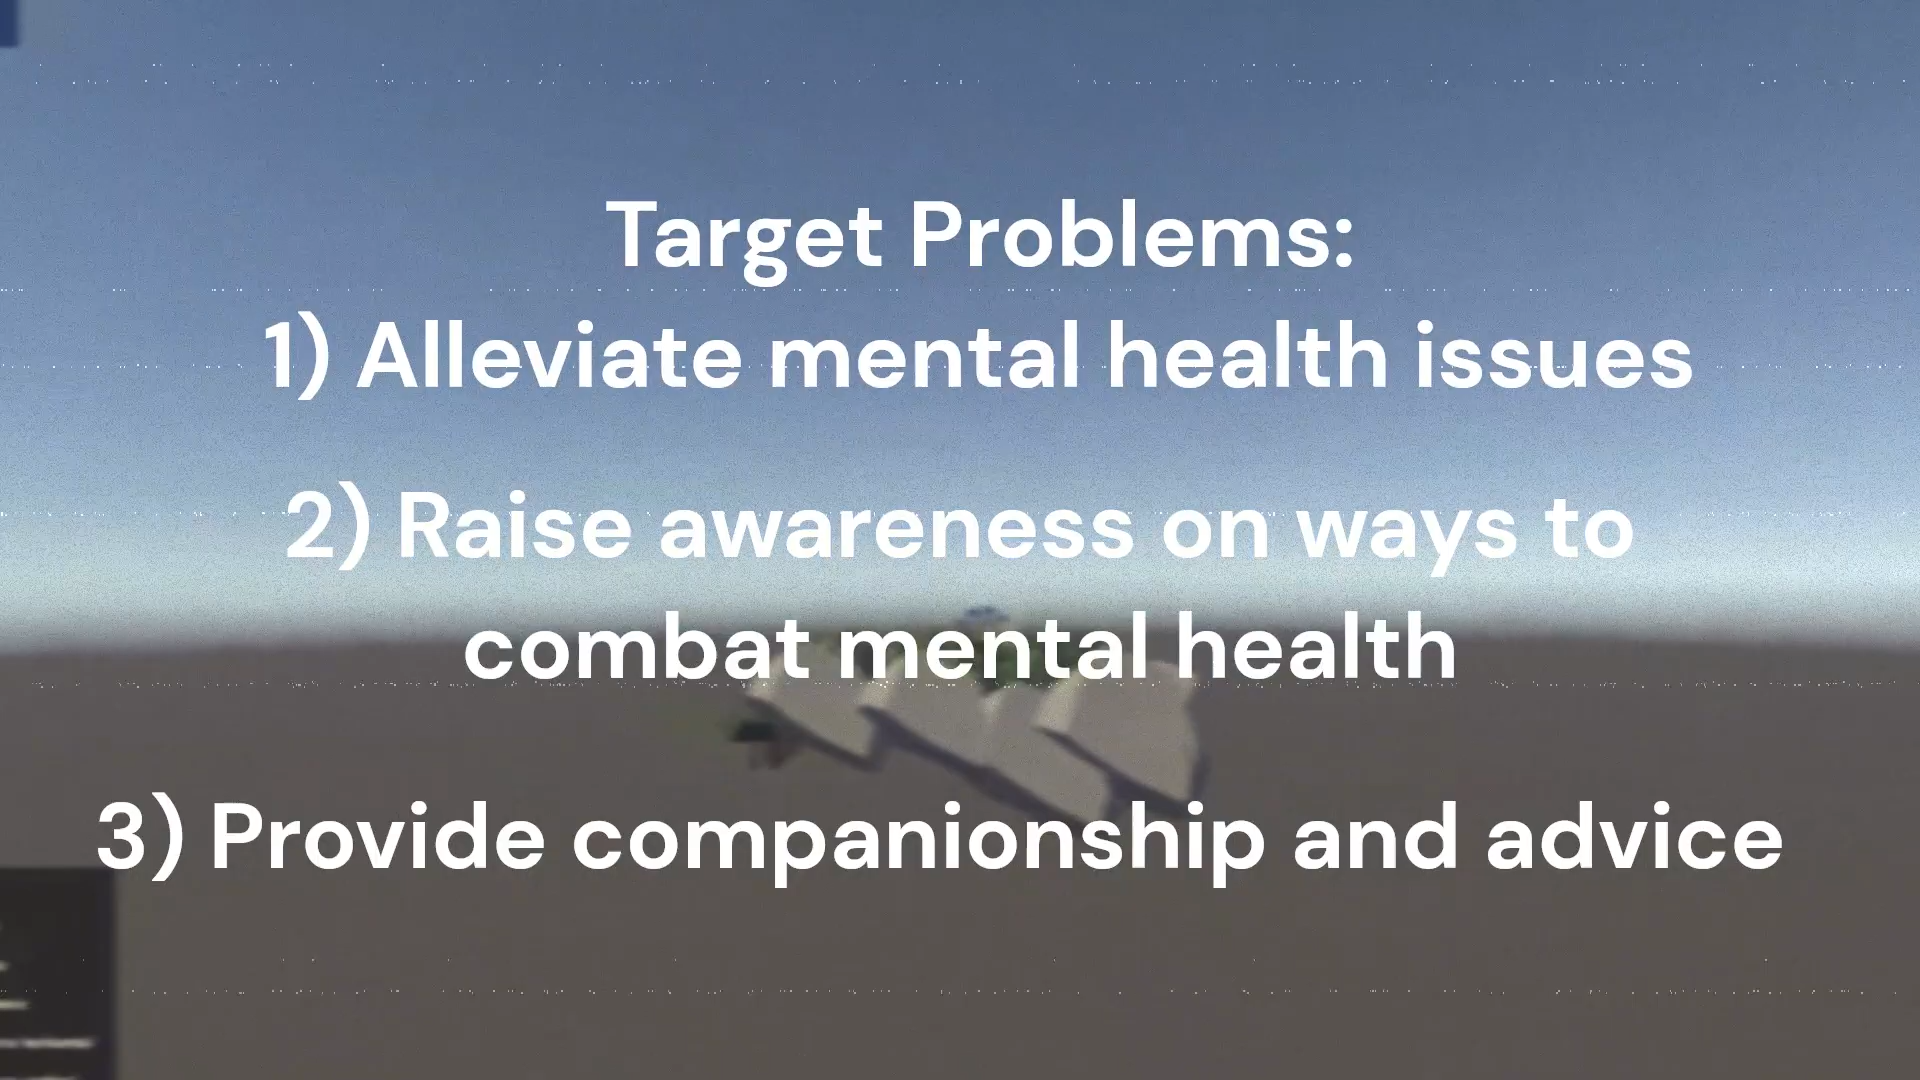 Target Problems:
1) Alleviate mental health issues
2) Raise awareness on ways to
combat mental health
3) Provide companionship and advice